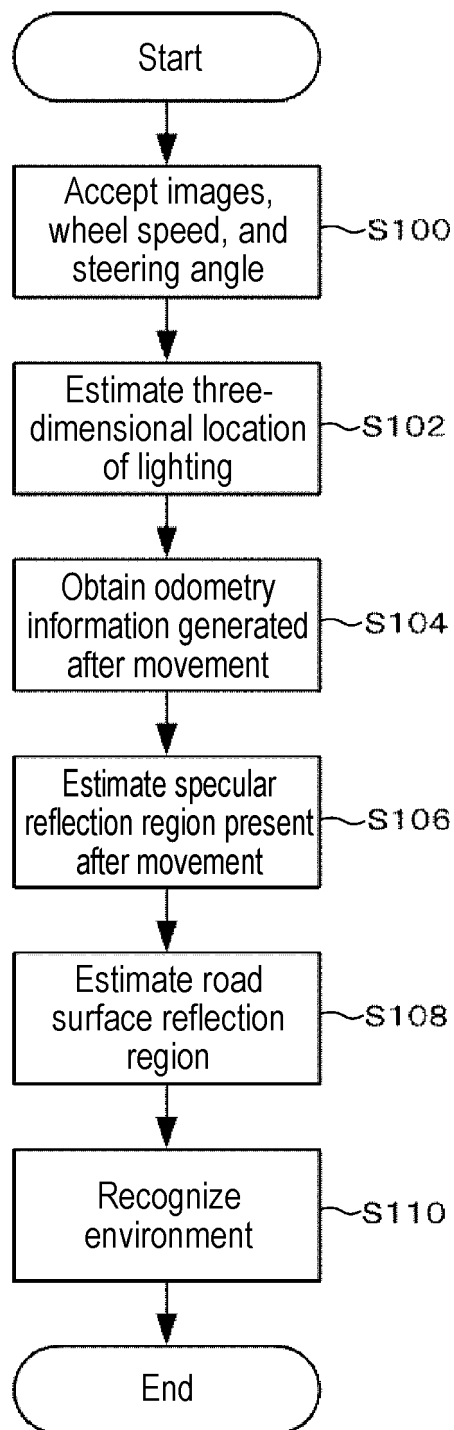 Start
Accept images,
wheel speed, and
steering angle
S100
Estimate three-
dimensional location
of lighting
S102
Obtain odometry
information generated
after movement
S104
Estimate specular
reflection region present
after movement
S106
Estimate road
surface reflection
region
S108
Recognize
environment
S110
End